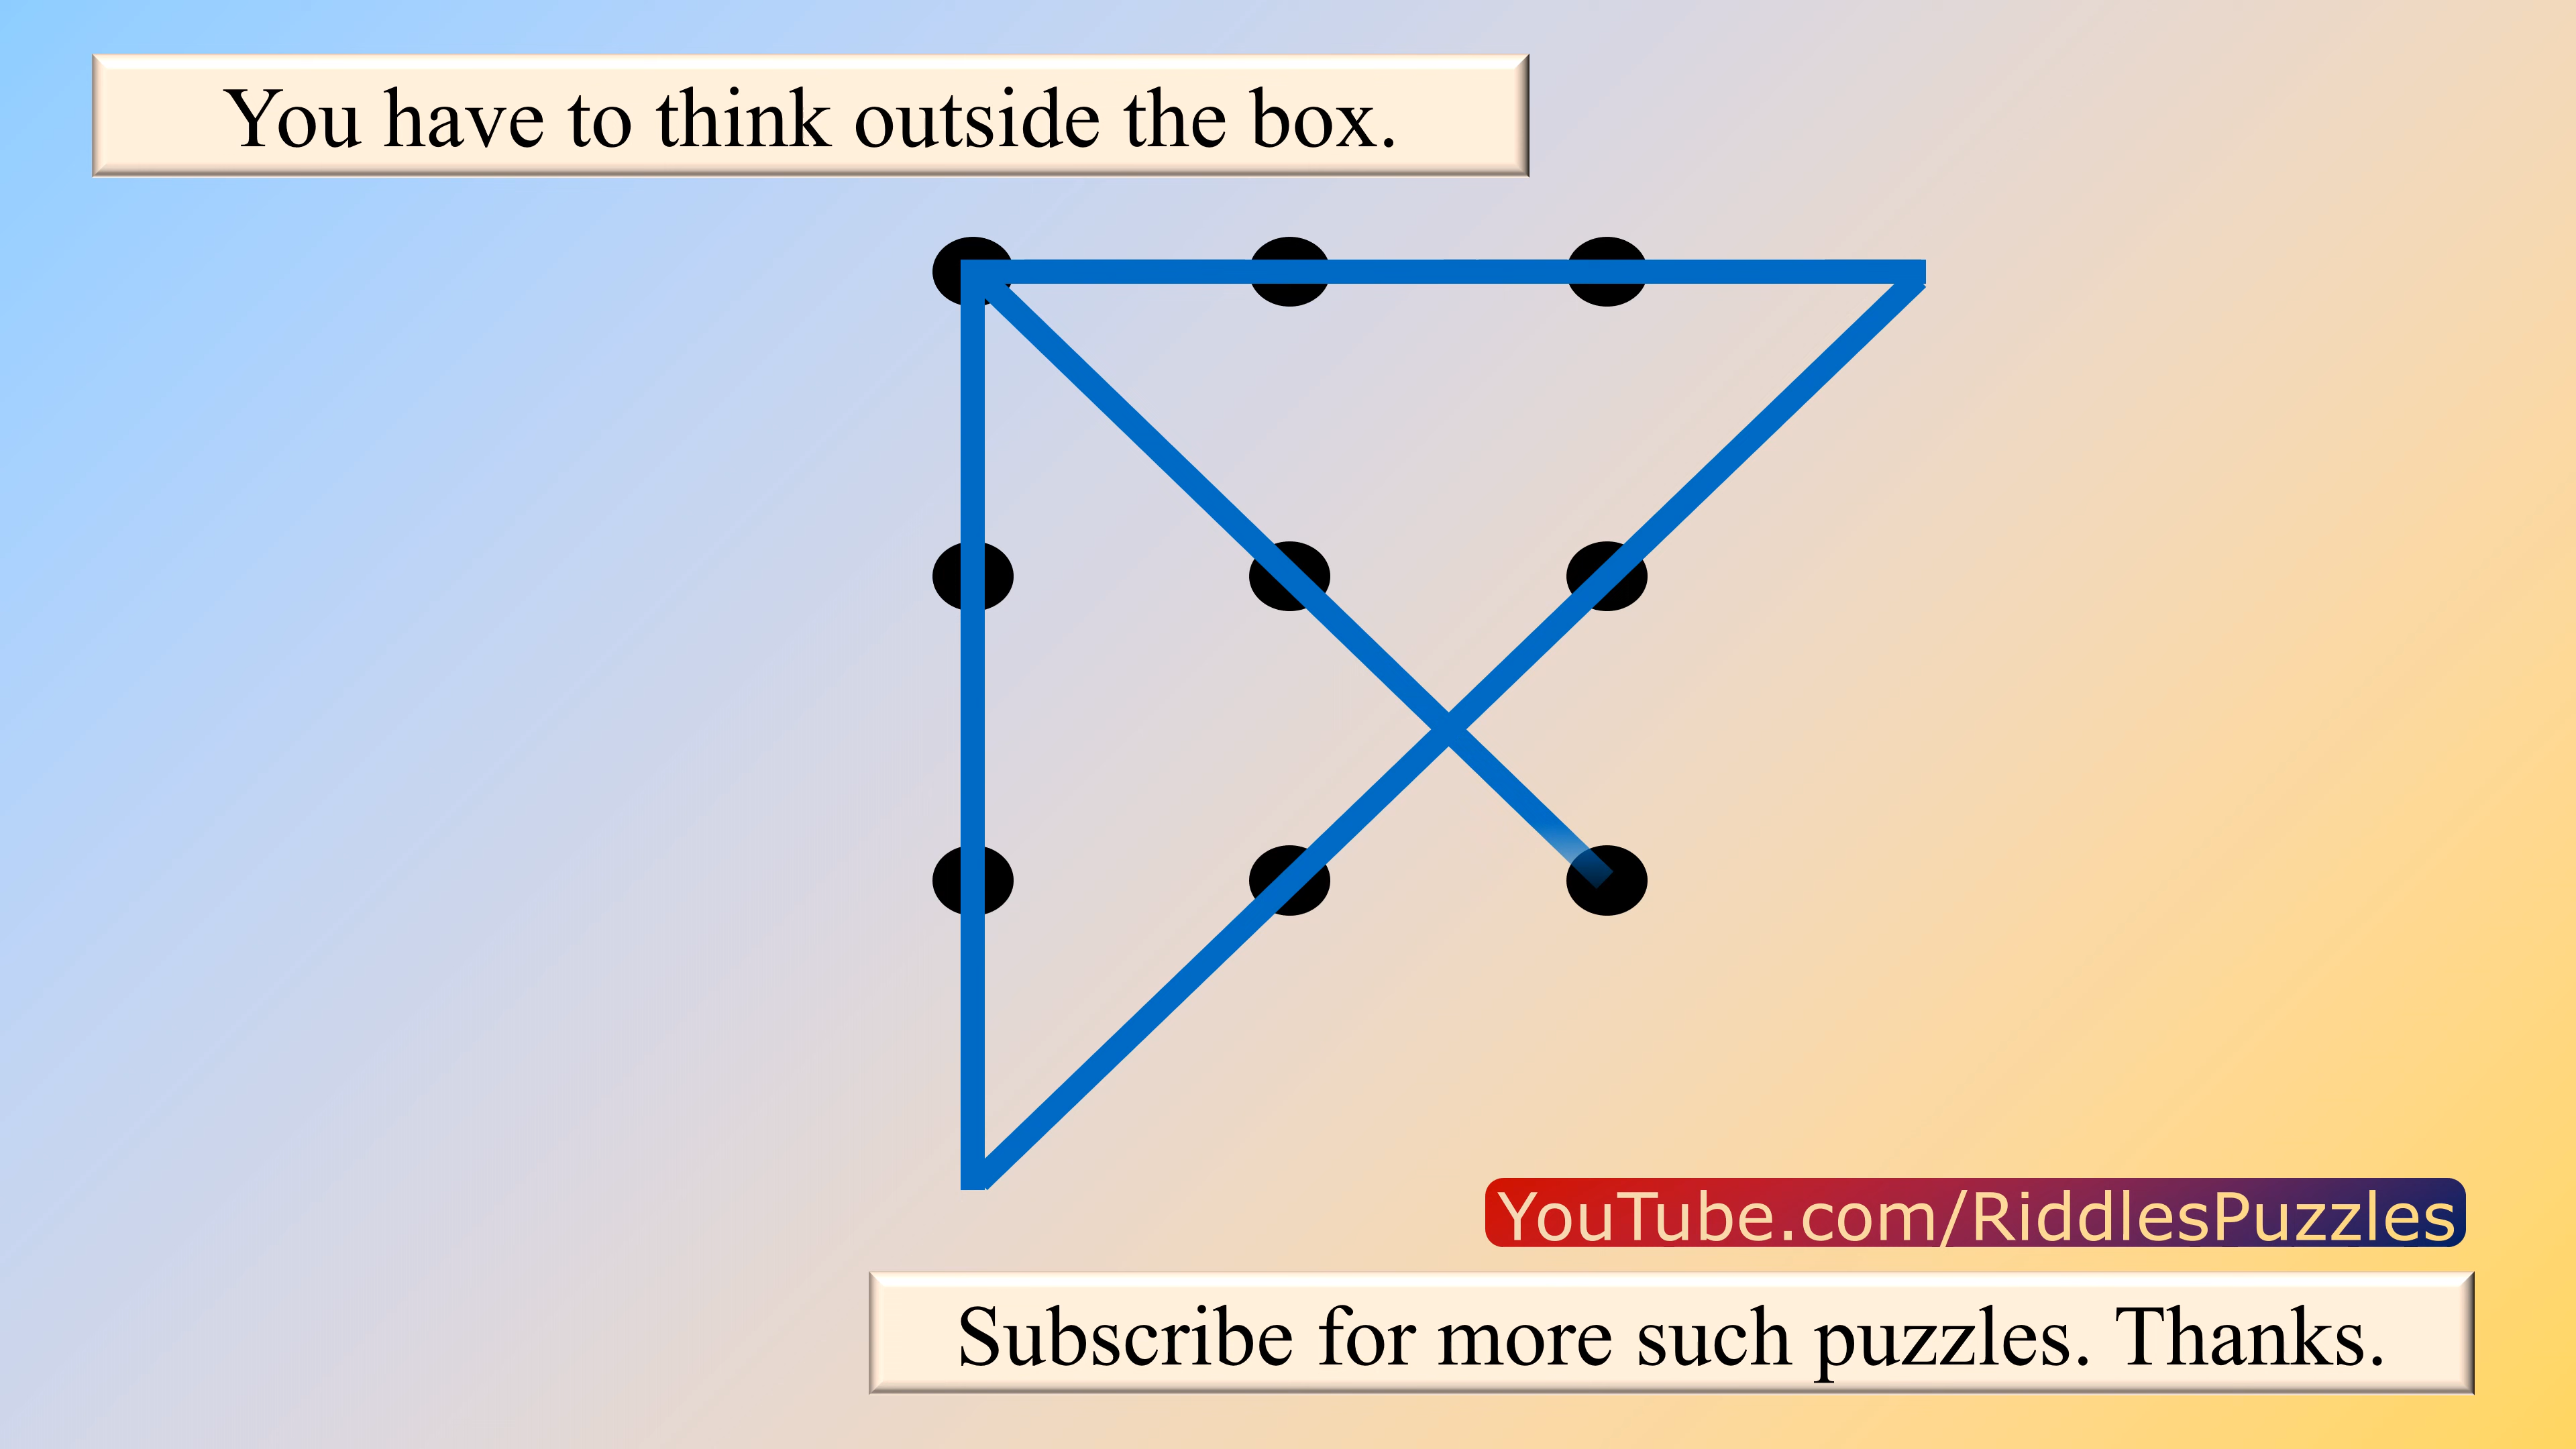 You have to think outside the box.
YouTube.com/RiddlesPuzzles
Subscribe for more such puzzles. Thanks.